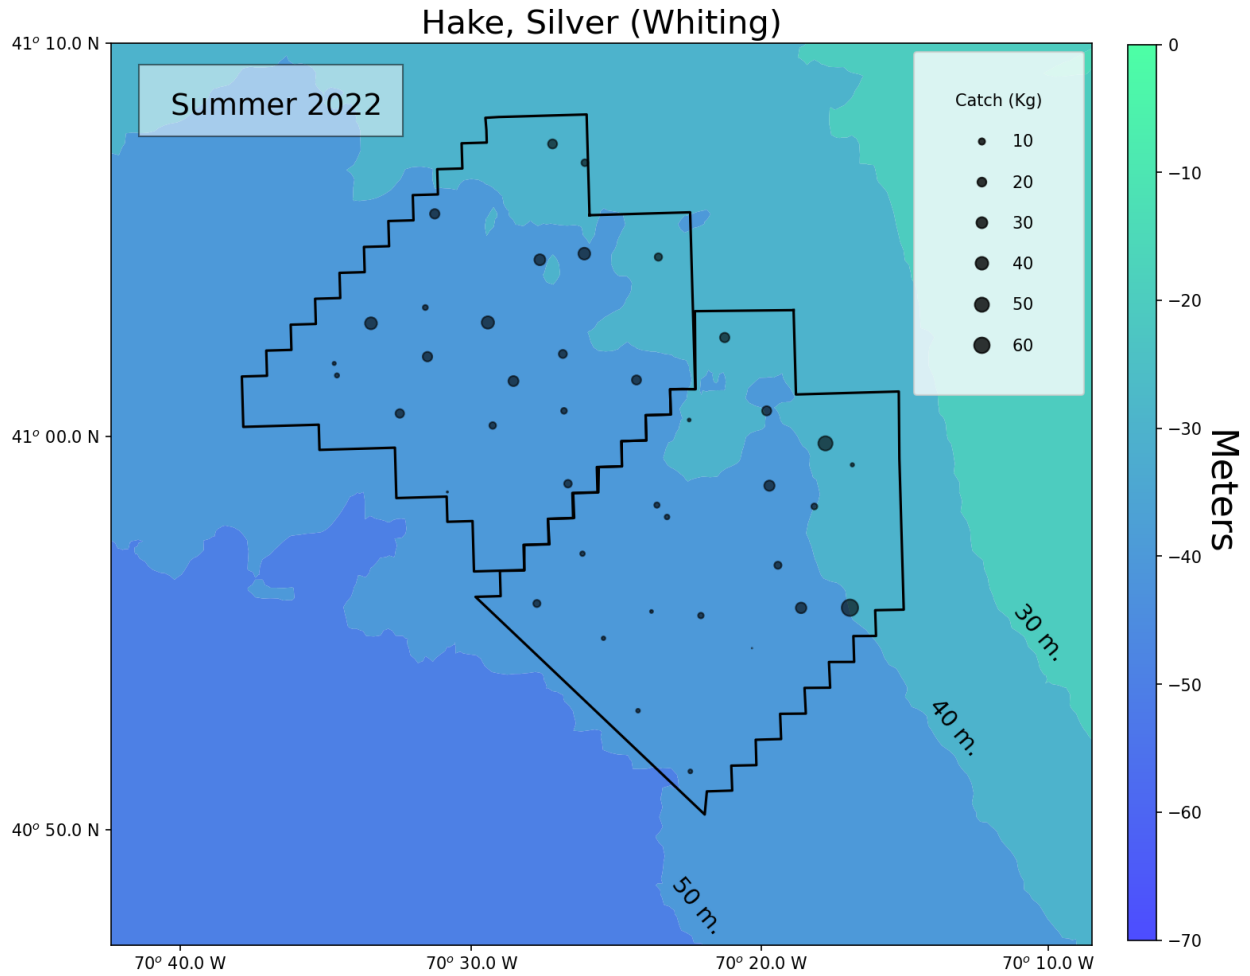 Hake, Silver (Whiting)
41° 10.0 N
41° 00.0 N
40° 50.0 N
Summer 2022
Catch (Kg)
10
20
30
40
50
60
30 m.
40 m.
50 m.
70° 40.0 W
70° 30.0 W
70° 20.0 W
70° 10.0 W
0
−10
−20
−30
−40
−50
−60
−70
Meters